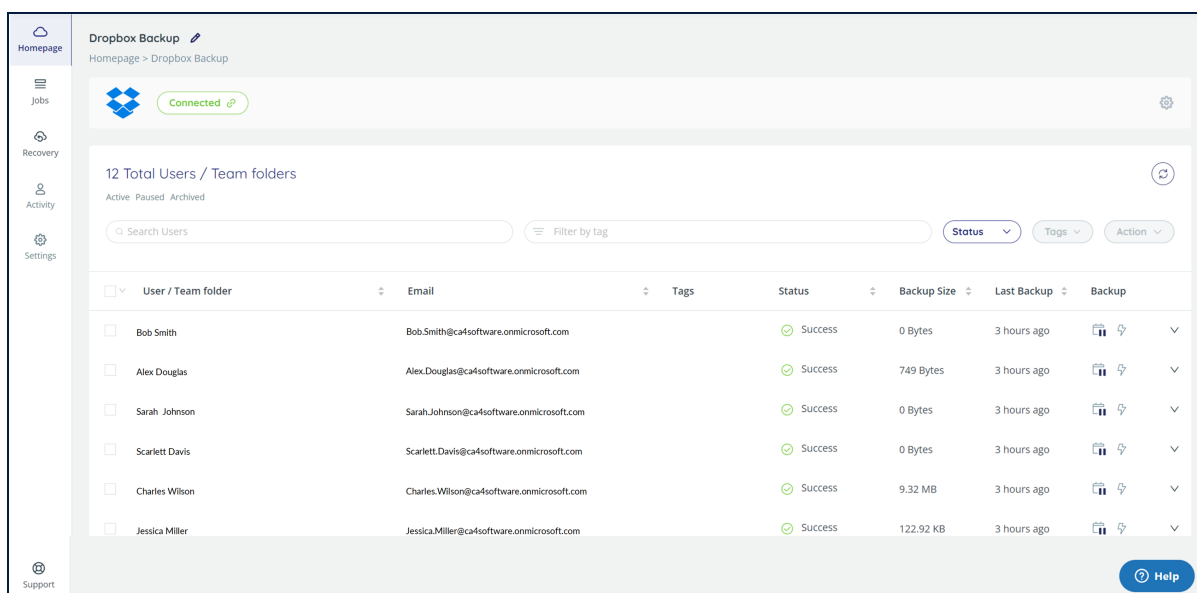 Homepage
Jobs
Recovery
Activity
Settings
Support
Dropbox Backup
Homepage > Dropbox Backup
Connected
12 Total Users / Team folders
Active Paused Archived
Search Users
Filter by tag
Status
Tags
Action
User / Team folder Email Tags Status Backup Size Last Backup Backup
Bob Smith Bob.Smith@ca4software.onmicrosoft.com Success 0 Bytes 3 hours ago
Alex Douglas Alex.Douglas@ca4software.onmicrosoft.com Success 749 Bytes 3 hours ago
Sarah Johnson Sarah.Johnson@ca4software.onmicrosoft.com Success 0 Bytes 3 hours ago
Scarlett Davis Scarlett.Davis@ca4software.onmicrosoft.com Success 0 Bytes 3 hours ago
Charles Wilson Charles.Wilson@ca4software.onmicrosoft.com Success 9.32 MB 3 hours ago
Jessica Miller Jessica.Miller@ca4software.onmicrosoft.com Success 122.92 KB 3 hours ago
Help